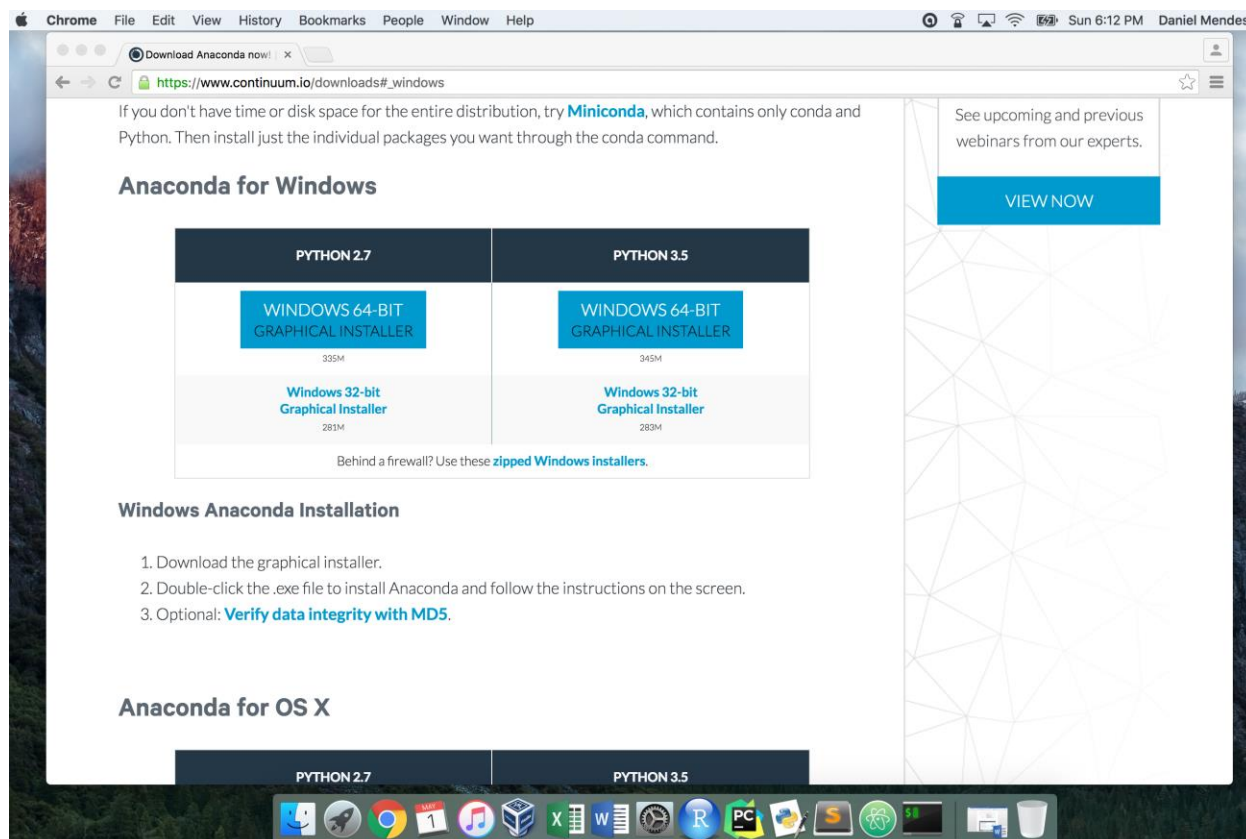 Chrome File Edit View History Bookmarks People Window Help Sun 6:12 PM Daniel Mendes
Download Anaconda now! ×
https://www.continuum.io/downloads#_windows
If you don't have time or disk space for the entire distribution, try Miniconda, which contains only conda and
Python. Then install just the individual packages you want through the conda command.
See upcoming and previous
webinars from our experts.
VIEW NOW
Anaconda for Windows
PYTHON 2.7 PYTHON 3.5
WINDOWS 64-BIT WINDOWS 64-BIT
GRAPHICAL INSTALLER GRAPHICAL INSTALLER
335M 345M
Windows 32-bit Windows 32-bit
Graphical Installer Graphical Installer
281M 283M
Behind a firewall? Use these zipped Windows installers.
Windows Anaconda Installation
1. Download the graphical installer.
2. Double-click the .exe file to install Anaconda and follow the instructions on the screen.
3. Optional: Verify data integrity with MD5.
Anaconda for OS X
PYTHON 2.7 PYTHON 3.5
MAY
1 X W R PC S $